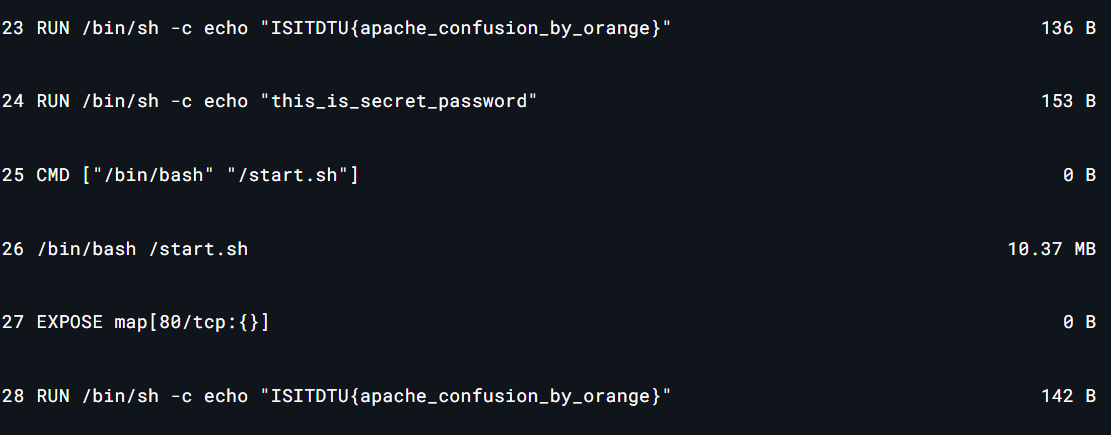 23 RUN /bin/sh -c echo "ISITDTU{apache_confusion_by_orange}" 136 B
24 RUN /bin/sh -c echo "this_is_secret_password" 153 B
25 CMD ["/bin/bash" "/start.sh"] 0 B
26 /bin/bash /start.sh 10.37 MB
27 EXPOSE map[80/tcp:{}] 0 B
28 RUN /bin/sh -c echo "ISITDTU{apache_confusion_by_orange}" 142 B